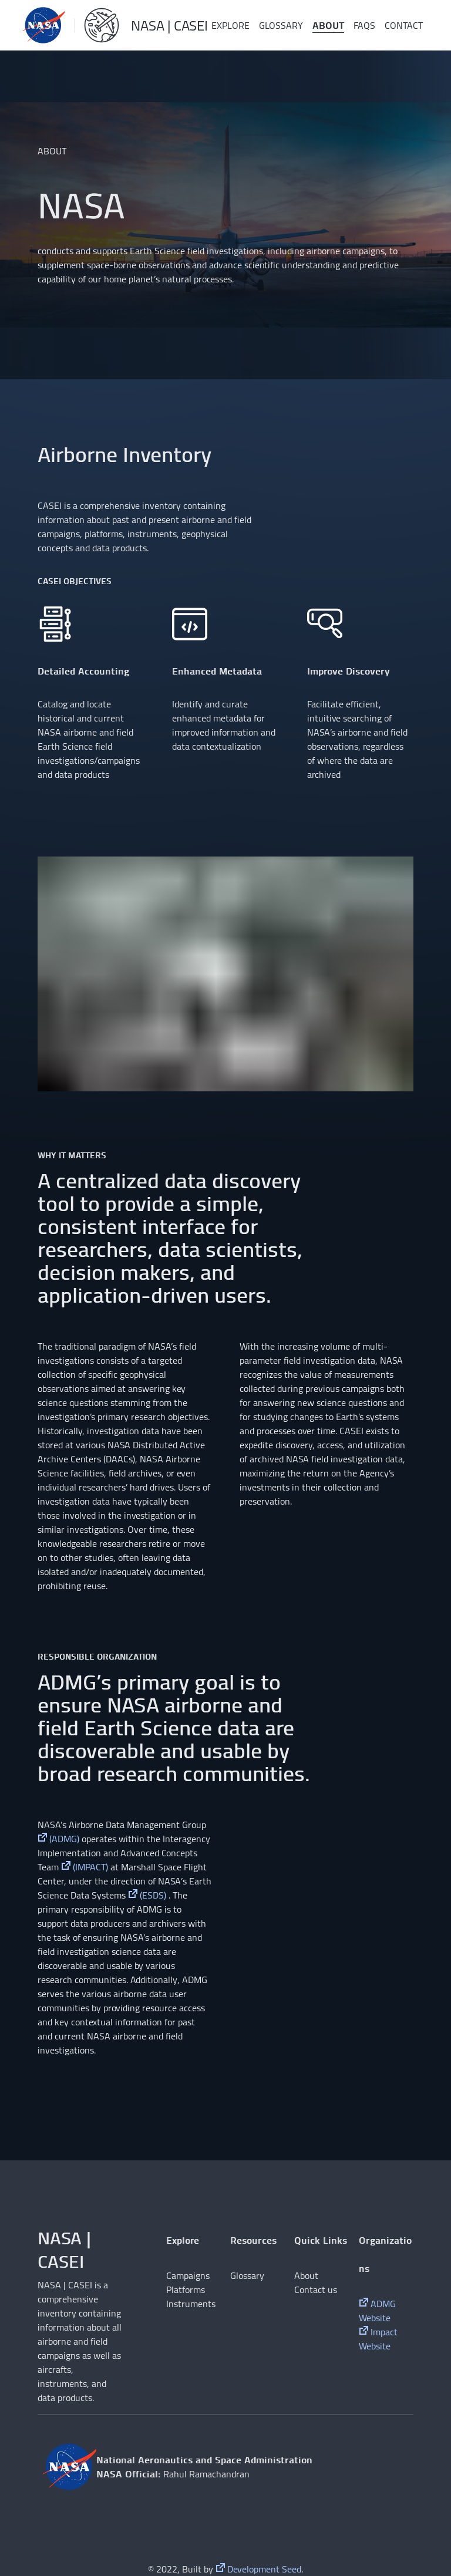 NASA
NASA | CASEI
EXPLORE
GLOSSARY
ABOUT
FAQS
CONTACT
ABOUT
NASA
conducts and supports Earth Science field investigations, including airborne campaigns, to
supplement space-borne observations and advance scientific understanding and predictive
capability of our home planet's natural processes.
Airborne Inventory
CASEI is a comprehensive inventory containing
information about past and present airborne and field
campaigns, platforms, instruments, geophysical
concepts and data products.
CASEI OBJECTIVES
Detailed Accounting
Catalog and locate
historical and current
NASA airborne and field
Earth Science field
investigations/campaigns
and data products
Enhanced Metadata
Identify and curate
enhanced metadata for
improved information and
data contextualization
Improve Discovery
Facilitate efficient,
intuitive searching of
NASA's airborne and field
observations, regardless
of where the data are
archived
WHY IT MATTERS
A centralized data discovery
tool to provide a simple,
consistent interface for
researchers, data scientists,
decision makers, and
application-driven users.
The traditional paradigm of NASA's field
investigations consists of a targeted
collection of specific geophysical
observations aimed at answering key
science questions stemming from the
investigation's primary research objectives.
Historically, investigation data have been
stored at various NASA Distributed Active
Archive Centers (DAACs), NASA Airborne
Science facilities, field archives, or even
individual researchers' hard drives. Users of
investigation data have typically been
those involved in the investigation or in
similar investigations. Over time, these
knowledgeable researchers retire or move
on to other studies, often leaving data
isolated and/or inadequately documented,
prohibiting reuse.
With the increasing volume of multi-
parameter field investigation data, NASA
recognizes the value of measurements
collected during previous campaigns both
for answering new science questions and
for studying changes to Earth's systems
and processes over time. CASEI exists to
expedite discovery, access, and utilization
of archived NASA field investigation data,
maximizing the return on the Agency's
investments in their collection and
preservation.
RESPONSIBLE ORGANIZATION
ADMG's primary goal is to
ensure NASA airborne and
field Earth Science data are
discoverable and usable by
broad research communities.
NASA's Airborne Data Management Group
(ADMG) operates within the Interagency
Implementation and Advanced Concepts
Team (IMPACT) at Marshall Space Flight
Center, under the direction of NASA's Earth
Science Data Systems (ESDS) . The
primary responsibility of ADMG is to
support data producers and archivers with
the task of ensuring NASA's airborne and
field investigation science data are
discoverable and usable by various
research communities. Additionally, ADMG
serves the various airborne data user
communities by providing resource access
and key contextual information for past
and current NASA airborne and field
investigations.
NASA |
CASEI
NASA | CASEI is a
comprehensive
inventory containing
information about all
airborne and field
campaigns as well as
aircrafts,
instruments, and
data products.
Explore
Campaigns
Platforms
Instruments
Resources
Glossary
Quick Links
About
Contact us
Organizatio
ns
ADMG
Website
Impact
Website
NASA
National Aeronautics and Space Administration
NASA Official: Rahul Ramachandran
© 2022, Built by Development Seed.